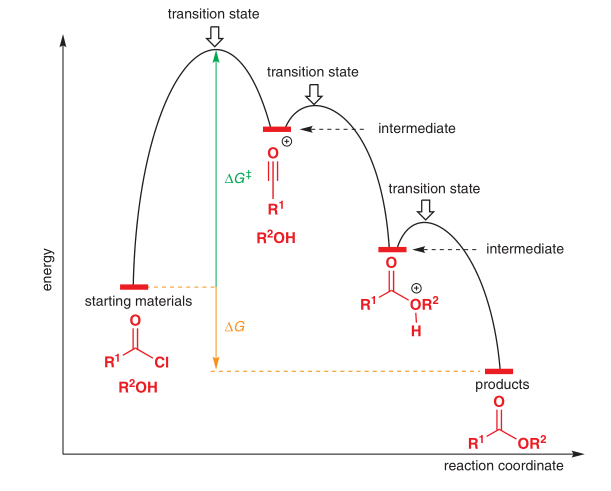 transition state
transition state
intermediate
⊕
O
R¹
R²OH
ΔG‡
transition state
energy
intermediate
starting materials
O
R¹
Cl
R²OH
ΔG
O
⊕
R¹
OR²
H
products
O
R¹
OR²
reaction coordinate